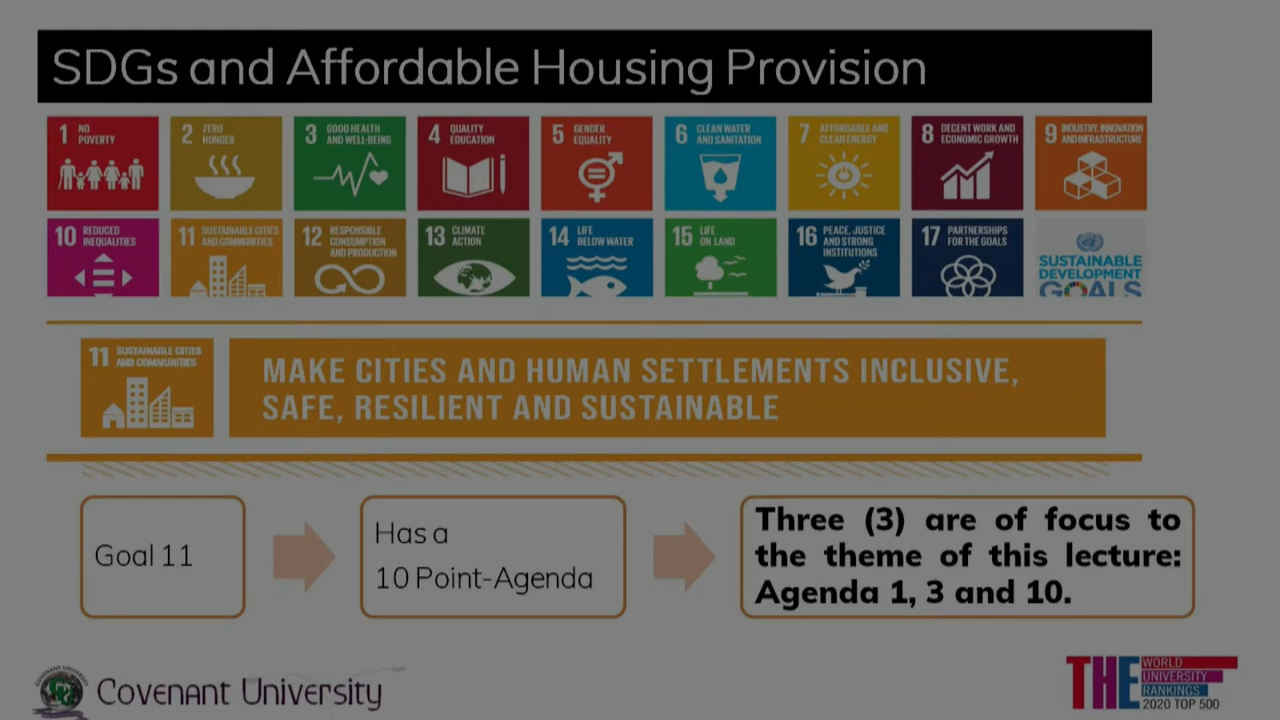 SDGs and Affordable Housing Provision
1 NO POVERTY
2 ZERO HUNGER
3 GOOD HEALTH AND WELL-BEING
4 QUALITY EDUCATION
5 GENDER EQUALITY
6 CLEAN WATER AND SANITATION
7 AFFORDABLE AND CLEAN ENERGY
8 DECENT WORK AND ECONOMIC GROWTH
9 INDUSTRY, INNOVATION AND INFRASTRUCTURE
10 REDUCED INEQUALITIES
11 SUSTAINABLE CITIES AND COMMUNITIES
12 RESPONSIBLE CONSUMPTION AND PRODUCTION
13 CLIMATE ACTION
14 LIFE BELOW WATER
15 LIFE ON LAND
16 PEACE, JUSTICE AND STRONG INSTITUTIONS
17 PARTNERSHIPS FOR THE GOALS
SUSTAINABLE
DEVELOPMENT
GOALS
11 SUSTAINABLE CITIES AND COMMUNITIES
MAKE CITIES AND HUMAN SETTLEMENTS INCLUSIVE,
SAFE, RESILIENT AND SUSTAINABLE
Goal 11
Has a
10 Point-Agenda
Three (3) are of focus to
the theme of this lecture:
Agenda 1, 3 and 10.
Covenant University
THE WORLD
UNIVERSITY
RANKINGS
2020 TOP 500